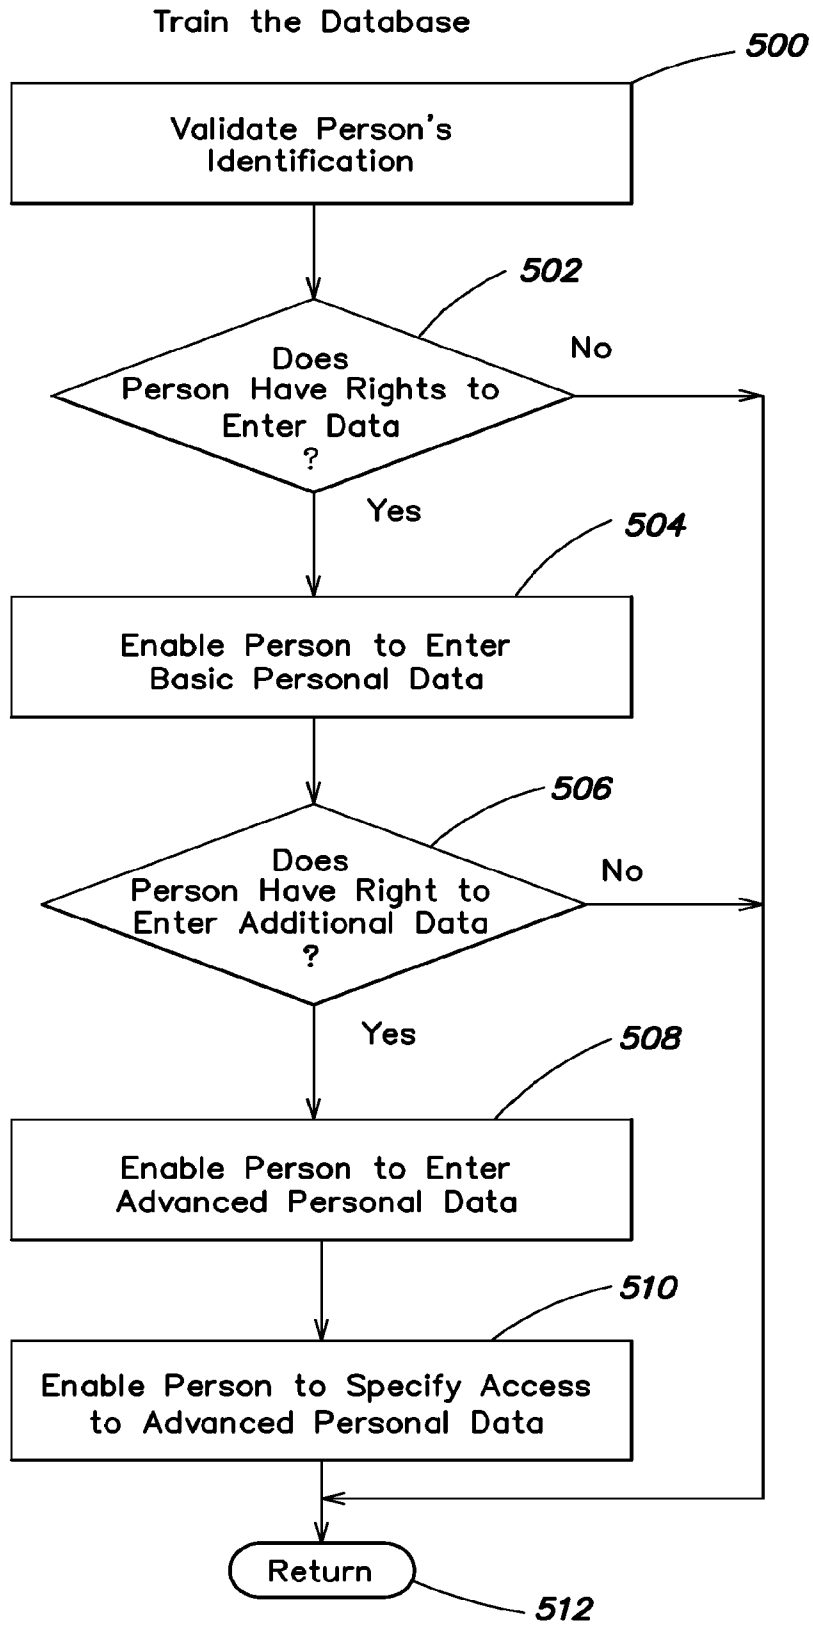 Train the Database
500
Validate Person's
Identification
502
Does
Person Have Rights to
Enter Data
?
No
Yes
504
Enable Person to Enter
Basic Personal Data
506
Does
Person Have Right to
Enter Additional Data
?
No
Yes
508
Enable Person to Enter
Advanced Personal Data
510
Enable Person to Specify Access
to Advanced Personal Data
Return
512